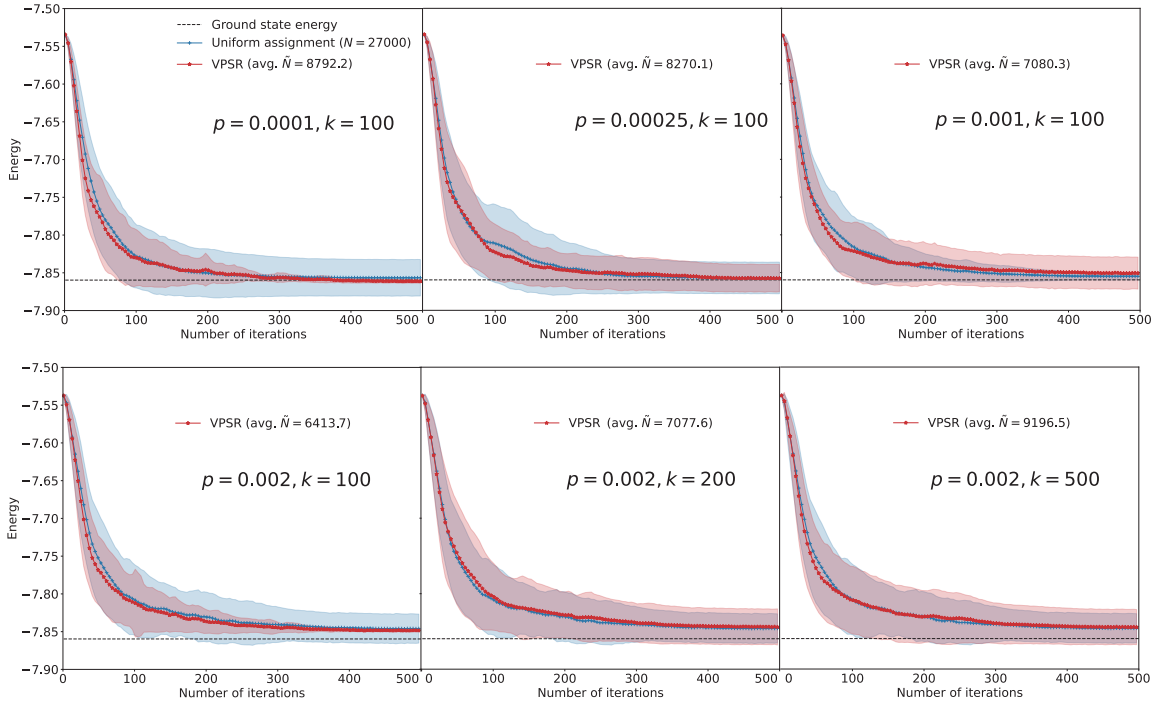 −7.50
−7.55
−7.60
−7.65
−7.70
−7.75
−7.80
−7.85
−7.90
Energy
Ground state energy
Uniform assignment (N = 27000)
VPSR (avg. Ñ = 8792.2)
p = 0.0001, k = 100
0 100 200 300 400 500
Number of iterations
VPSR (avg. Ñ = 8270.1)
p = 0.00025, k = 100
0 100 200 300 400 500
Number of iterations
VPSR (avg. Ñ = 7080.3)
p = 0.001, k = 100
0 100 200 300 400 500
Number of iterations
−7.50
−7.55
−7.60
−7.65
−7.70
−7.75
−7.80
−7.85
−7.90
Energy
VPSR (avg. Ñ = 6413.7)
p = 0.002, k = 100
0 100 200 300 400 500
Number of iterations
VPSR (avg. Ñ = 7077.6)
p = 0.002, k = 200
0 100 200 300 400 500
Number of iterations
VPSR (avg. Ñ = 9196.5)
p = 0.002, k = 500
0 100 200 300 400 500
Number of iterations